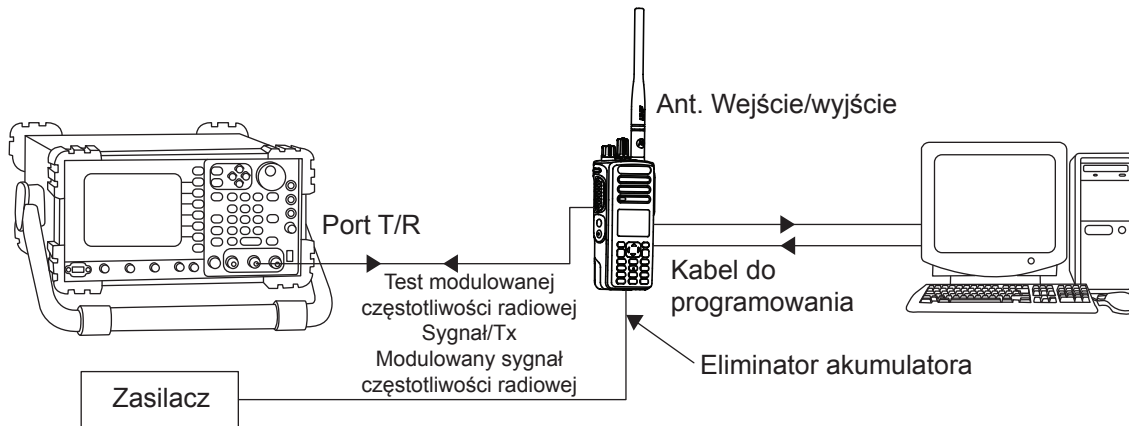 Ant. Wejście/wyjście
Port T/R
Test modulowanej
częstotliwości radiowej
Sygnał/Tx
Modulowany sygnał
częstotliwości radiowej
Kabel do
programowania
Eliminator akumulatora
Zasilacz